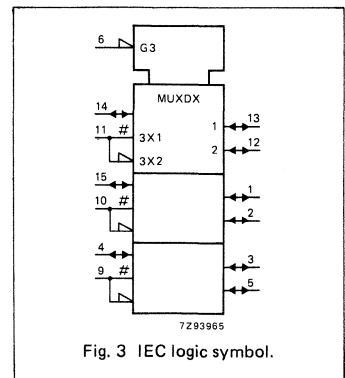 6 G3
MUXDX
14
11 # 3X1 1 13
3X2 2 12
15
10 # 1
2
4
9 # 3
5
7Z93965
Fig. 3 IEC logic symbol.